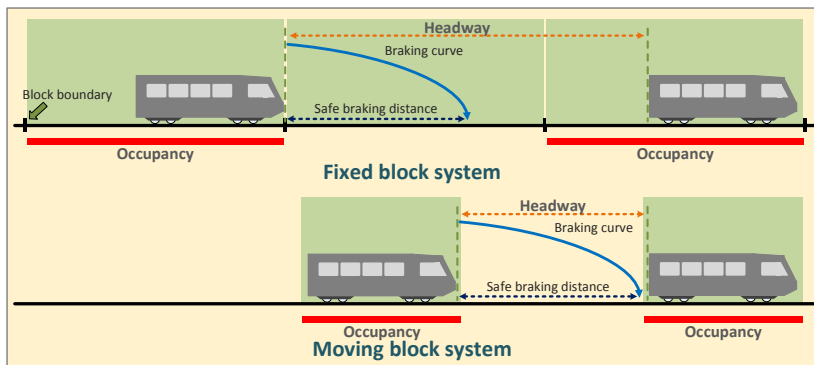 Headway
Braking curve
Block boundary
Safe braking distance
Occupancy
Occupancy
Fixed block system
Headway
Braking curve
Safe braking distance
Occupancy
Occupancy
Moving block system